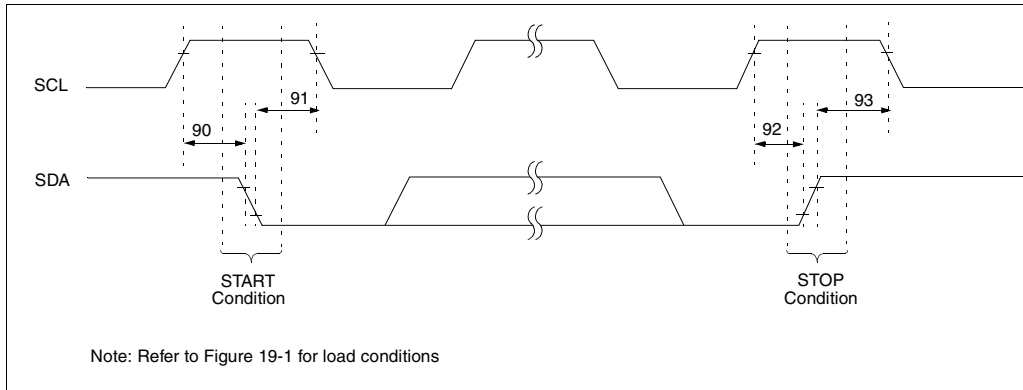 SCL
91
93
90
92
SDA
START
Condition
STOP
Condition
Note: Refer to Figure 19-1 for load conditions